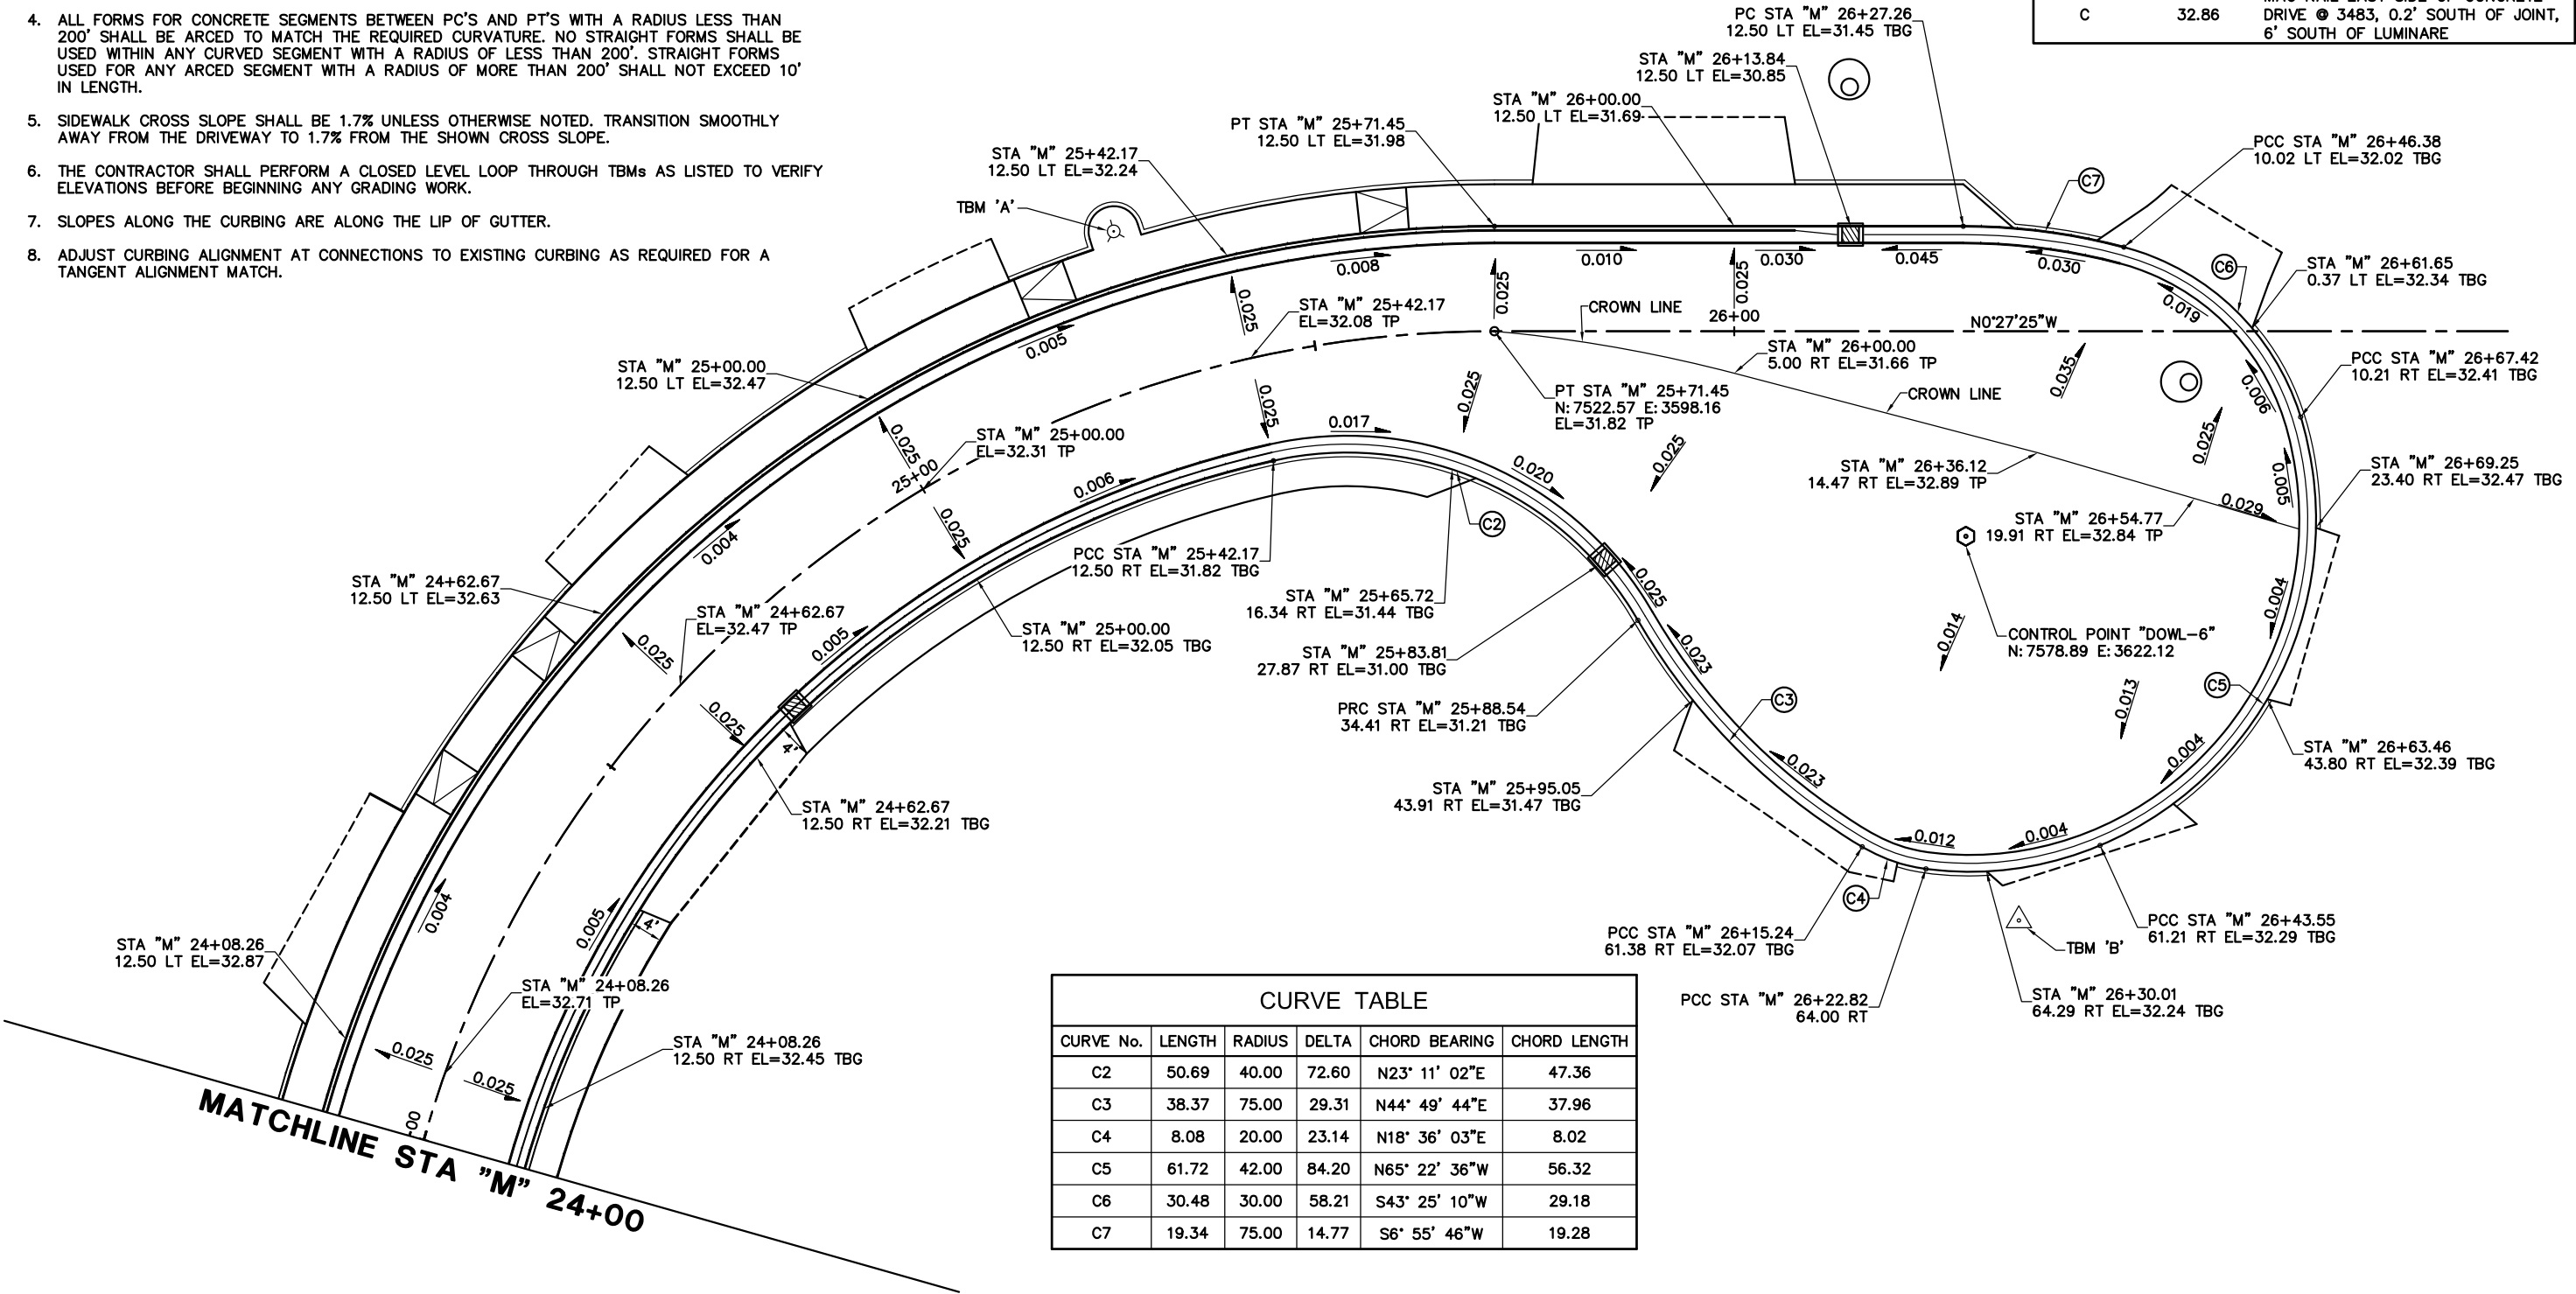 4. ALL FORMS FOR CONCRETE SEGMENTS BETWEEN PC'S AND PT'S WITH A RADIUS LESS THAN
200' SHALL BE ARCED TO MATCH THE REQUIRED CURVATURE. NO STRAIGHT FORMS SHALL BE
USED WITHIN ANY CURVED SEGMENT WITH A RADIUS OF LESS THAN 200'. STRAIGHT FORMS
USED FOR ANY ARCED SEGMENT WITH A RADIUS OF MORE THAN 200' SHALL NOT EXCEED 10'
IN LENGTH.
5. SIDEWALK CROSS SLOPE SHALL BE 1.7% UNLESS OTHERWISE NOTED. TRANSITION SMOOTHLY
AWAY FROM THE DRIVEWAY TO 1.7% FROM THE SHOWN CROSS SLOPE.
6. THE CONTRACTOR SHALL PERFORM A CLOSED LEVEL LOOP THROUGH TBMs AS LISTED TO VERIFY
ELEVATIONS BEFORE BEGINNING ANY GRADING WORK.
7. SLOPES ALONG THE CURBING ARE ALONG THE LIP OF GUTTER.
8. ADJUST CURBING ALIGNMENT AT CONNECTIONS TO EXISTING CURBING AS REQUIRED FOR A
TANGENT ALIGNMENT MATCH.
C 32.86
DRIVE @ 3483, 0.2' SOUTH OF JOINT,
6' SOUTH OF LUMINARE
PC STA "M" 26+27.26
12.50 LT EL=31.45 TBG
STA "M" 26+13.84
12.50 LT EL=30.85
STA "M" 26+00.00
12.50 LT EL=31.69
PT STA "M" 25+71.45
12.50 LT EL=31.98
STA "M" 25+42.17
12.50 LT EL=32.24
TBM 'A'
C7
PCC STA "M" 26+46.38
10.02 LT EL=32.02 TBG
C6
STA "M" 26+61.65
0.37 LT EL=32.34 TBG
0.008
0.010
0.030
0.045
0.030
0.019
0.025
0.025
0.025
STA "M" 25+42.17
EL=32.08 TP
CROWN LINE
26+00
N0°27'25"W
0.005
STA "M" 25+00.00
12.50 LT EL=32.47
STA "M" 26+00.00
5.00 RT EL=31.66 TP
0.035
PCC STA "M" 26+67.42
10.21 RT EL=32.41 TBG
0.006
PT STA "M" 25+71.45
N: 7522.57 E: 3598.16
EL=31.82 TP
CROWN LINE
0.025
0.025
0.017
0.025
0.025
STA "M" 25+00.00
EL=32.31 TP
0.025
25+00
0.006
0.020
STA "M" 26+36.12
14.47 RT EL=32.89 TP
STA "M" 26+69.25
23.40 RT EL=32.47 TBG
0.005
0.029
0.025
0.004
C2
STA "M" 26+54.77
19.91 RT EL=32.84 TP
PCC STA "M" 25+42.17
12.50 RT EL=31.82 TBG
STA "M" 24+62.67
12.50 LT EL=32.63
STA "M" 25+65.72
16.34 RT EL=31.44 TBG
0.025
0.004
STA "M" 24+62.67
EL=32.47 TP
0.005
STA "M" 25+00.00
12.50 RT EL=32.05 TBG
0.025
STA "M" 25+83.81
27.87 RT EL=31.00 TBG
0.023
0.014
CONTROL POINT "DOWL-6"
N: 7578.89 E: 3622.12
C5
C3
0.013
PRC STA "M" 25+88.54
34.41 RT EL=31.21 TBG
0.025
4'
STA "M" 26+63.46
43.80 RT EL=32.39 TBG
0.004
0.023
STA "M" 25+95.05
43.91 RT EL=31.47 TBG
STA "M" 24+62.67
12.50 RT EL=32.21 TBG
0.012
0.004
C4
0.004
0.005
4'
PCC STA "M" 26+15.24
61.38 RT EL=32.07 TBG
PCC STA "M" 26+43.55
61.21 RT EL=32.29 TBG
TBM 'B'
STA "M" 24+08.26
12.50 LT EL=32.87
STA "M" 24+08.26
EL=32.71 TP
PCC STA "M" 26+22.82
64.00 RT
STA "M" 26+30.01
64.29 RT EL=32.24 TBG
STA "M" 24+08.26
12.50 RT EL=32.45 TBG
0.025
0.025
MATCHLINE STA "M" 24+00
CURVE TABLE
CURVE No. LENGTH RADIUS DELTA CHORD BEARING CHORD LENGTH
C2 50.69 40.00 72.60 N23° 11' 02"E 47.36
C3 38.37 75.00 29.31 N44° 49' 44"E 37.96
C4 8.08 20.00 23.14 N18° 36' 03"E 8.02
C5 61.72 42.00 84.20 N65° 22' 36"W 56.32
C6 30.48 30.00 58.21 S43° 25' 10"W 29.18
C7 19.34 75.00 14.77 S6° 55' 46"W 19.28